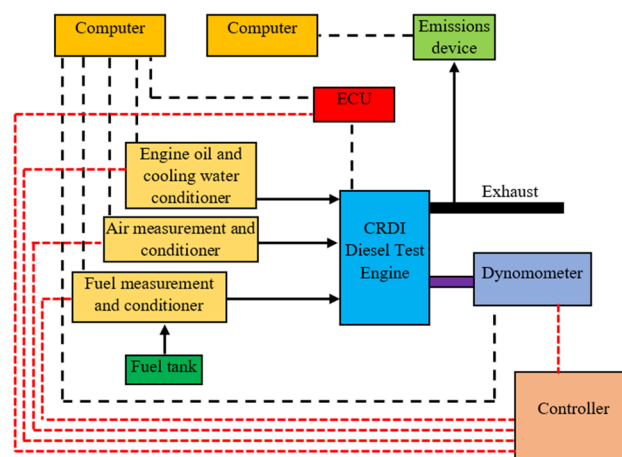 Computer
Computer
Emissions
device
ECU
Engine oil and
cooling water
conditioner
Exhaust
CRDI
Diesel Test
Engine
Air measurement and
conditioner
Dynomometer
Fuel measurement
and conditioner
Fuel tank
Controller